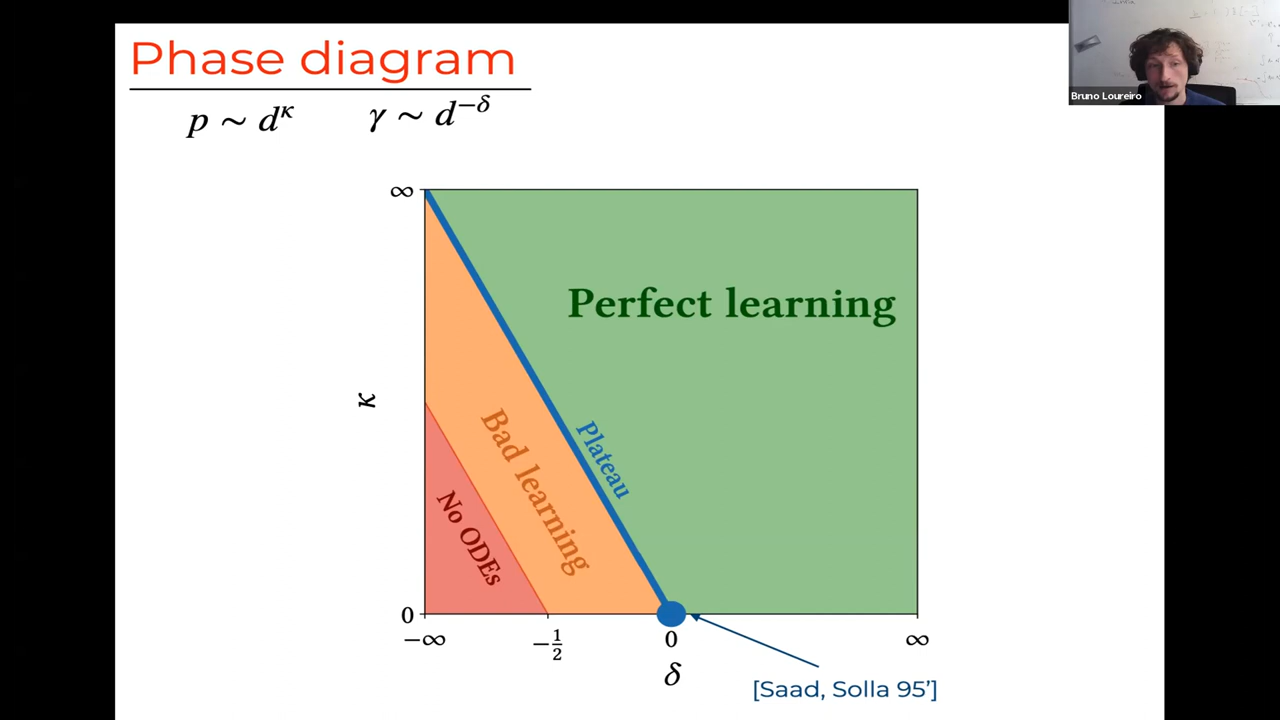 Phase diagram
p ~ d^κ    γ ~ d^−δ
Bruno Loureiro
∞
Perfect learning
κ
Plateau
Bad learning
No ODEs
0
−∞    −1/2    0    ∞
δ
[Saad, Solla 95’]